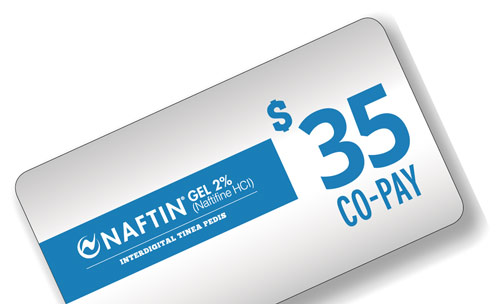 NAFTIN® GEL 2%
(Naftifine HCl)
INTERDIGITAL TINEA PEDIS
$35
CO-PAY